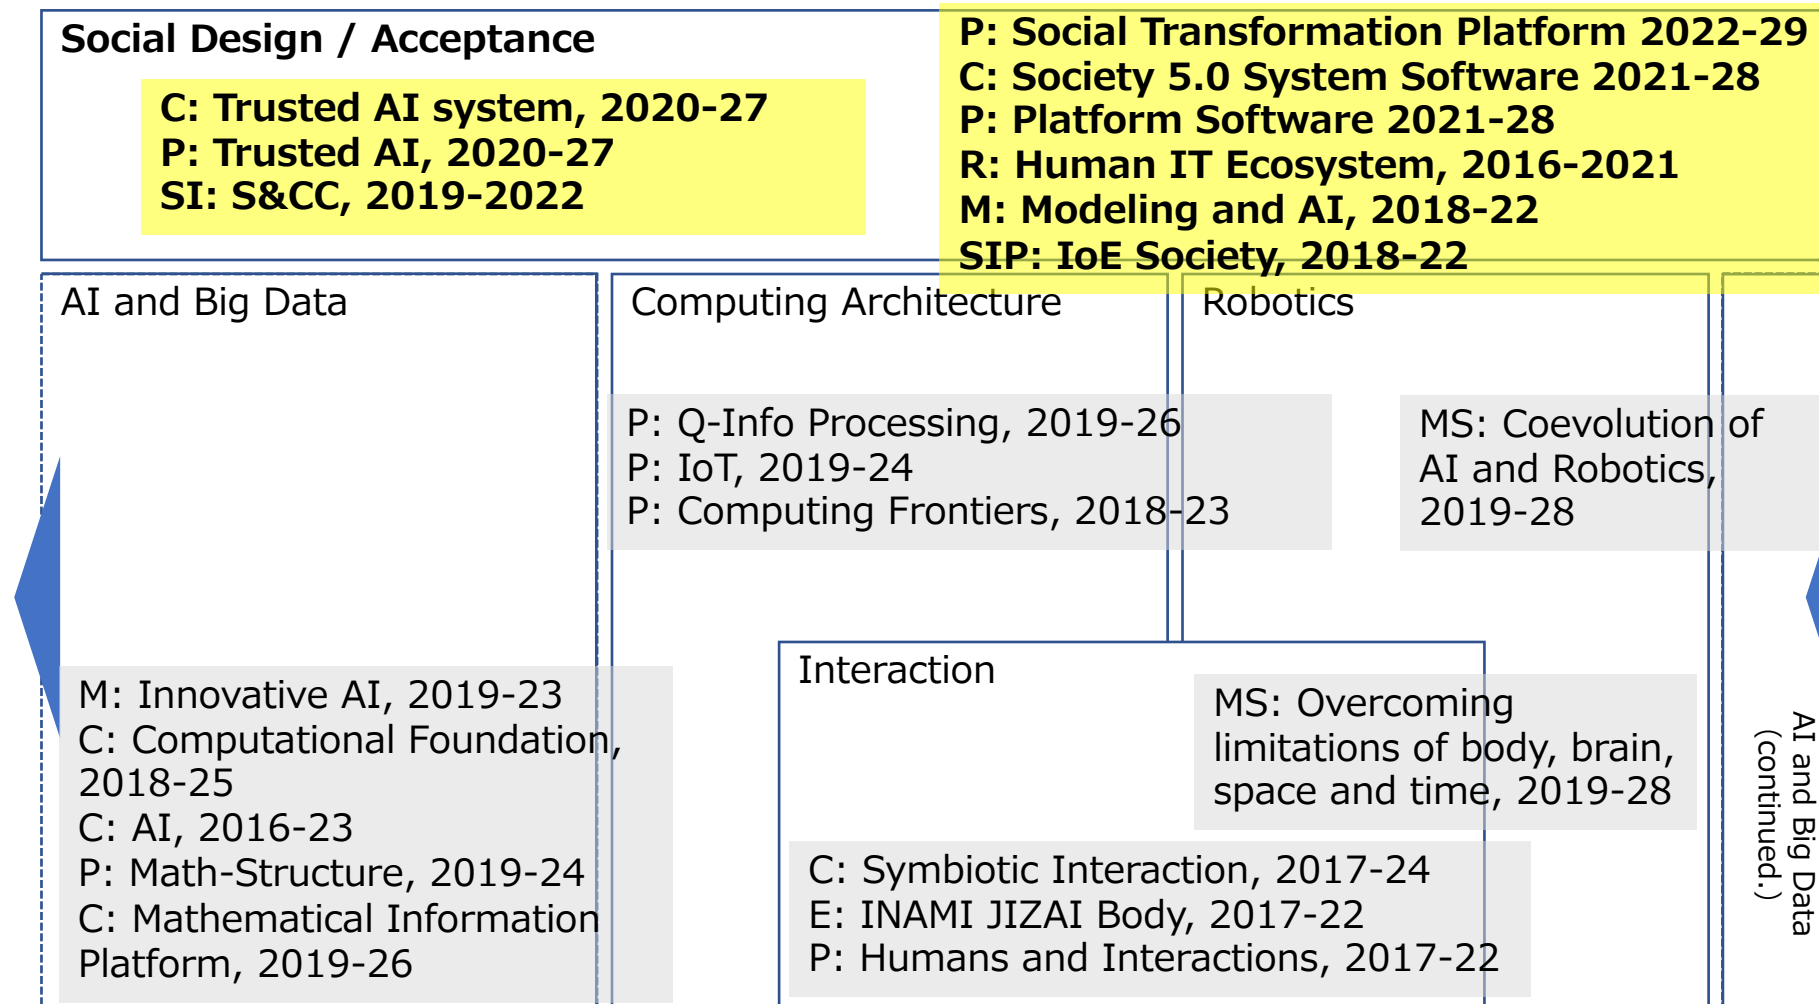 Social Design / Acceptance
C: Trusted AI system, 2020-27
P: Trusted AI, 2020-27
SI: S&CC, 2019-2022
P: Social Transformation Platform 2022-29
C: Society 5.0 System Software 2021-28
P: Platform Software 2021-28
R: Human IT Ecosystem, 2016-2021
M: Modeling and AI, 2018-22
SIP: IoE Society, 2018-22
AI and Big Data
M: Innovative AI, 2019-23
C: Computational Foundation,
2018-25
C: AI, 2016-23
P: Math-Structure, 2019-24
C: Mathematical Information
Platform, 2019-26
Computing Architecture
P: Q-Info Processing, 2019-26
P: IoT, 2019-24
P: Computing Frontiers, 2018-23
Robotics
MS: Coevolution of
AI and Robotics,
2019-28
Interaction
MS: Overcoming
limitations of body, brain,
space and time, 2019-28
C: Symbiotic Interaction, 2017-24
E: INAMI JIZAI Body, 2017-22
P: Humans and Interactions, 2017-22
AI and Big Data
(continued.)